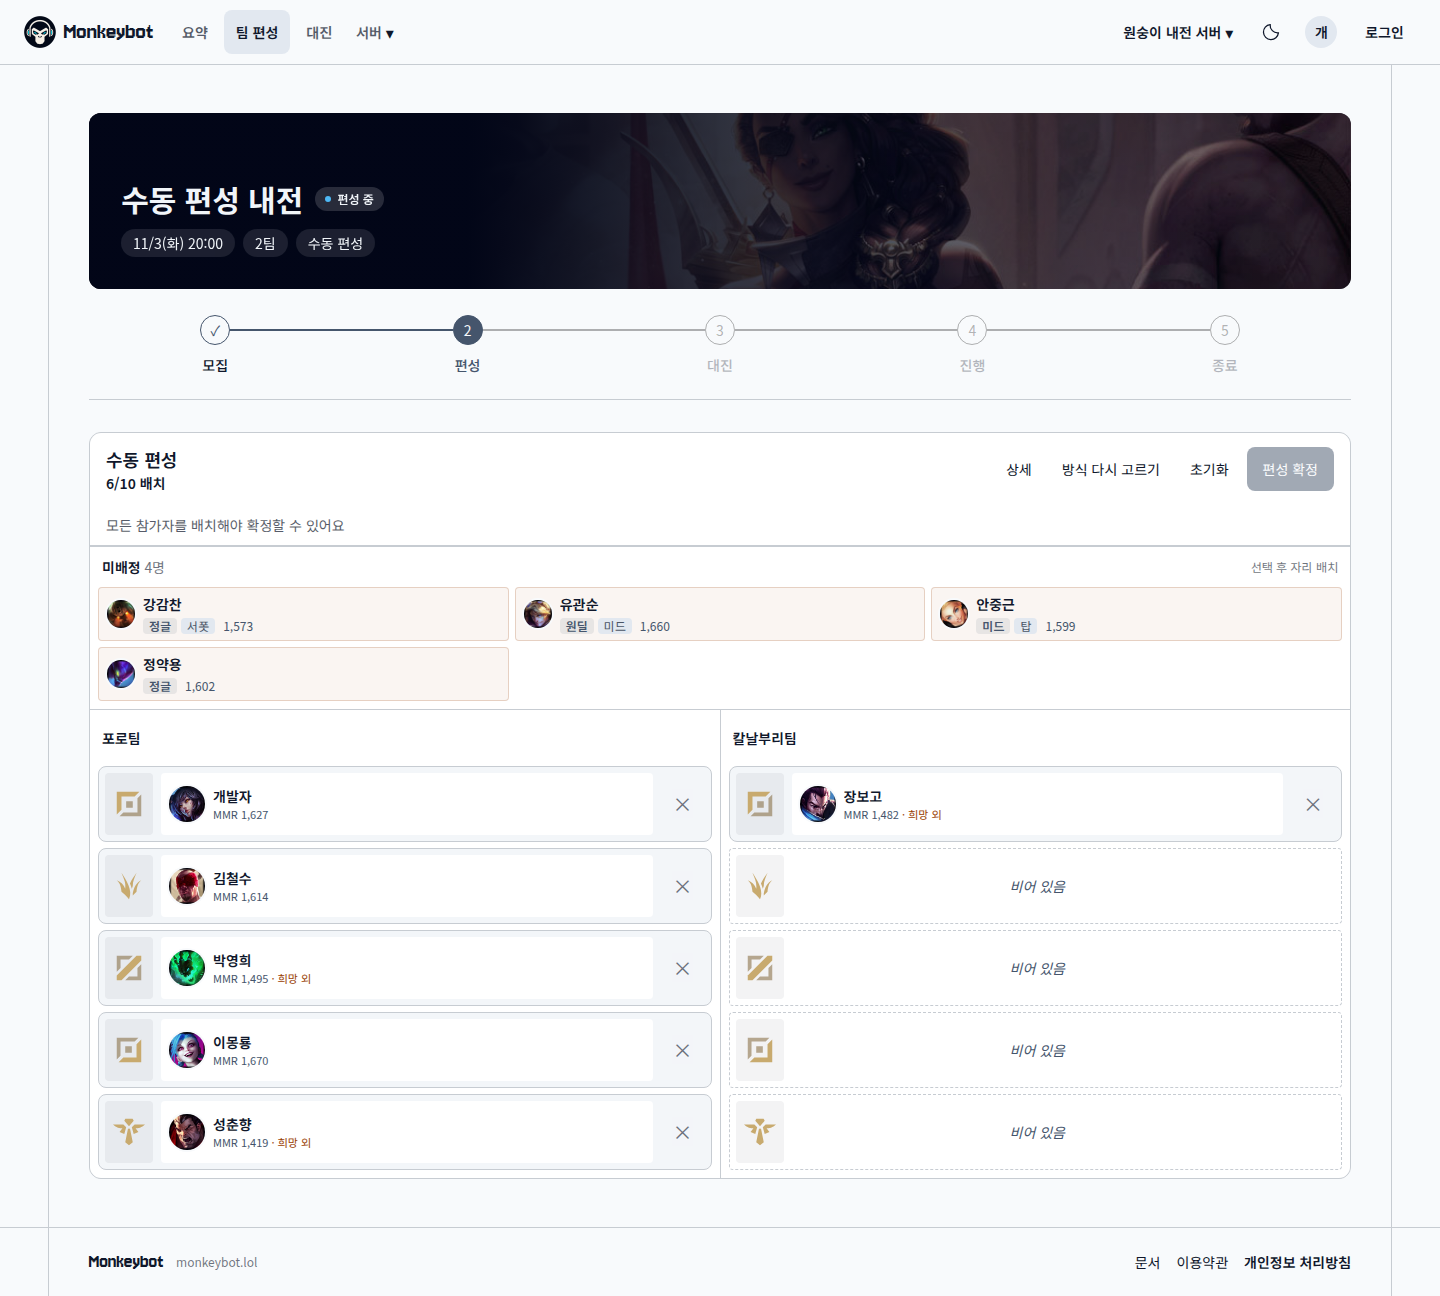 Monkeybot 요약 팀 편성 대진 서버 ▾ 원숭이 내전 서버 ▾ 개 로그인
수동 편성 내전 편성 중
11/3(화) 20:00 2팀 수동 편성
✓ 2 3 4 5
모집 편성 대진 진행 종료
수동 편성
6/10 배치
상세 방식 다시 고르기 초기화 편성 확정
모든 참가자를 배치해야 확정할 수 있어요
미배정 4명 선택 후 자리 배치
강감찬
정글 서폿 1,573
유관순
원딜 미드 1,660
안중근
미드 탑 1,599
정약용
정글 1,602
포로팀
개발자
MMR 1,627
김철수
MMR 1,614
박영희
MMR 1,495 · 희망 외
이몽룡
MMR 1,670
성춘향
MMR 1,419 · 희망 외
칼날부리팀
장보고
MMR 1,482 · 희망 외
비어 있음
비어 있음
비어 있음
비어 있음
Monkeybot monkeybot.lol 문서 이용약관 개인정보 처리방침